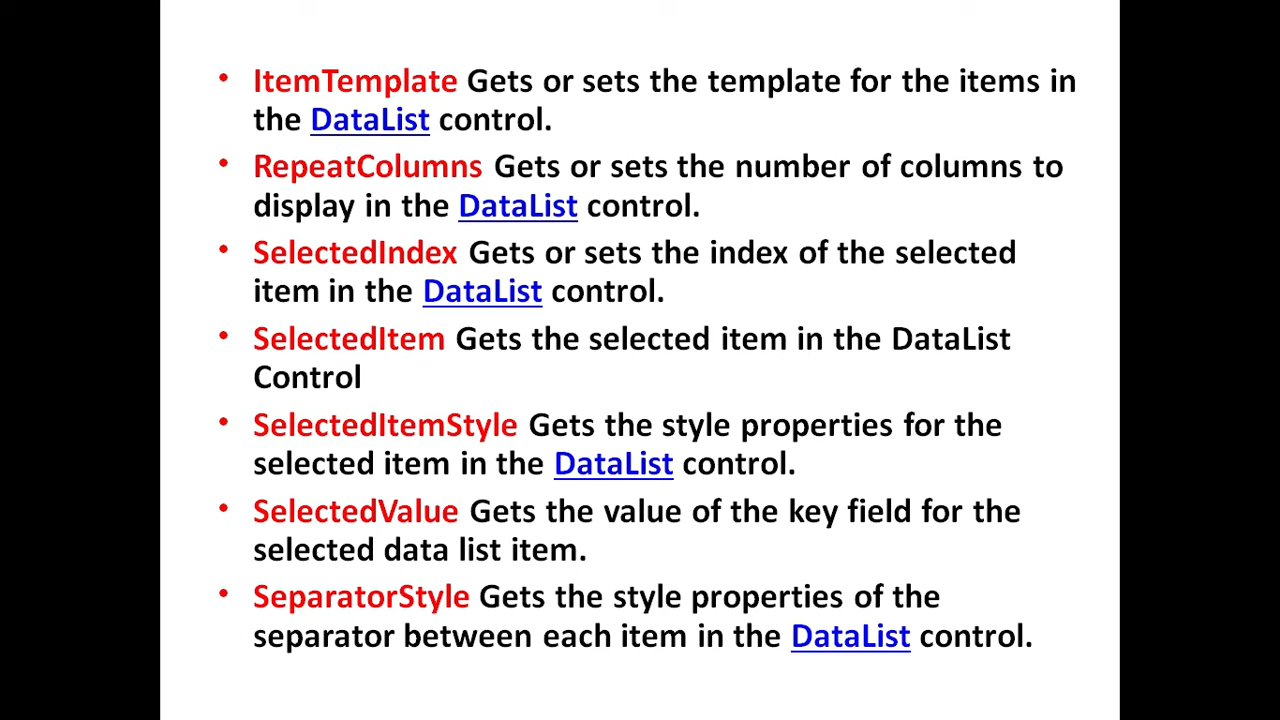 • ItemTemplate Gets or sets the template for the items in
the DataList control.
• RepeatColumns Gets or sets the number of columns to
display in the DataList control.
• SelectedIndex Gets or sets the index of the selected
item in the DataList control.
• SelectedItem Gets the selected item in the DataList
Control
• SelectedItemStyle Gets the style properties for the
selected item in the DataList control.
• SelectedValue Gets the value of the key field for the
selected data list item.
• SeparatorStyle Gets the style properties of the
separator between each item in the DataList control.